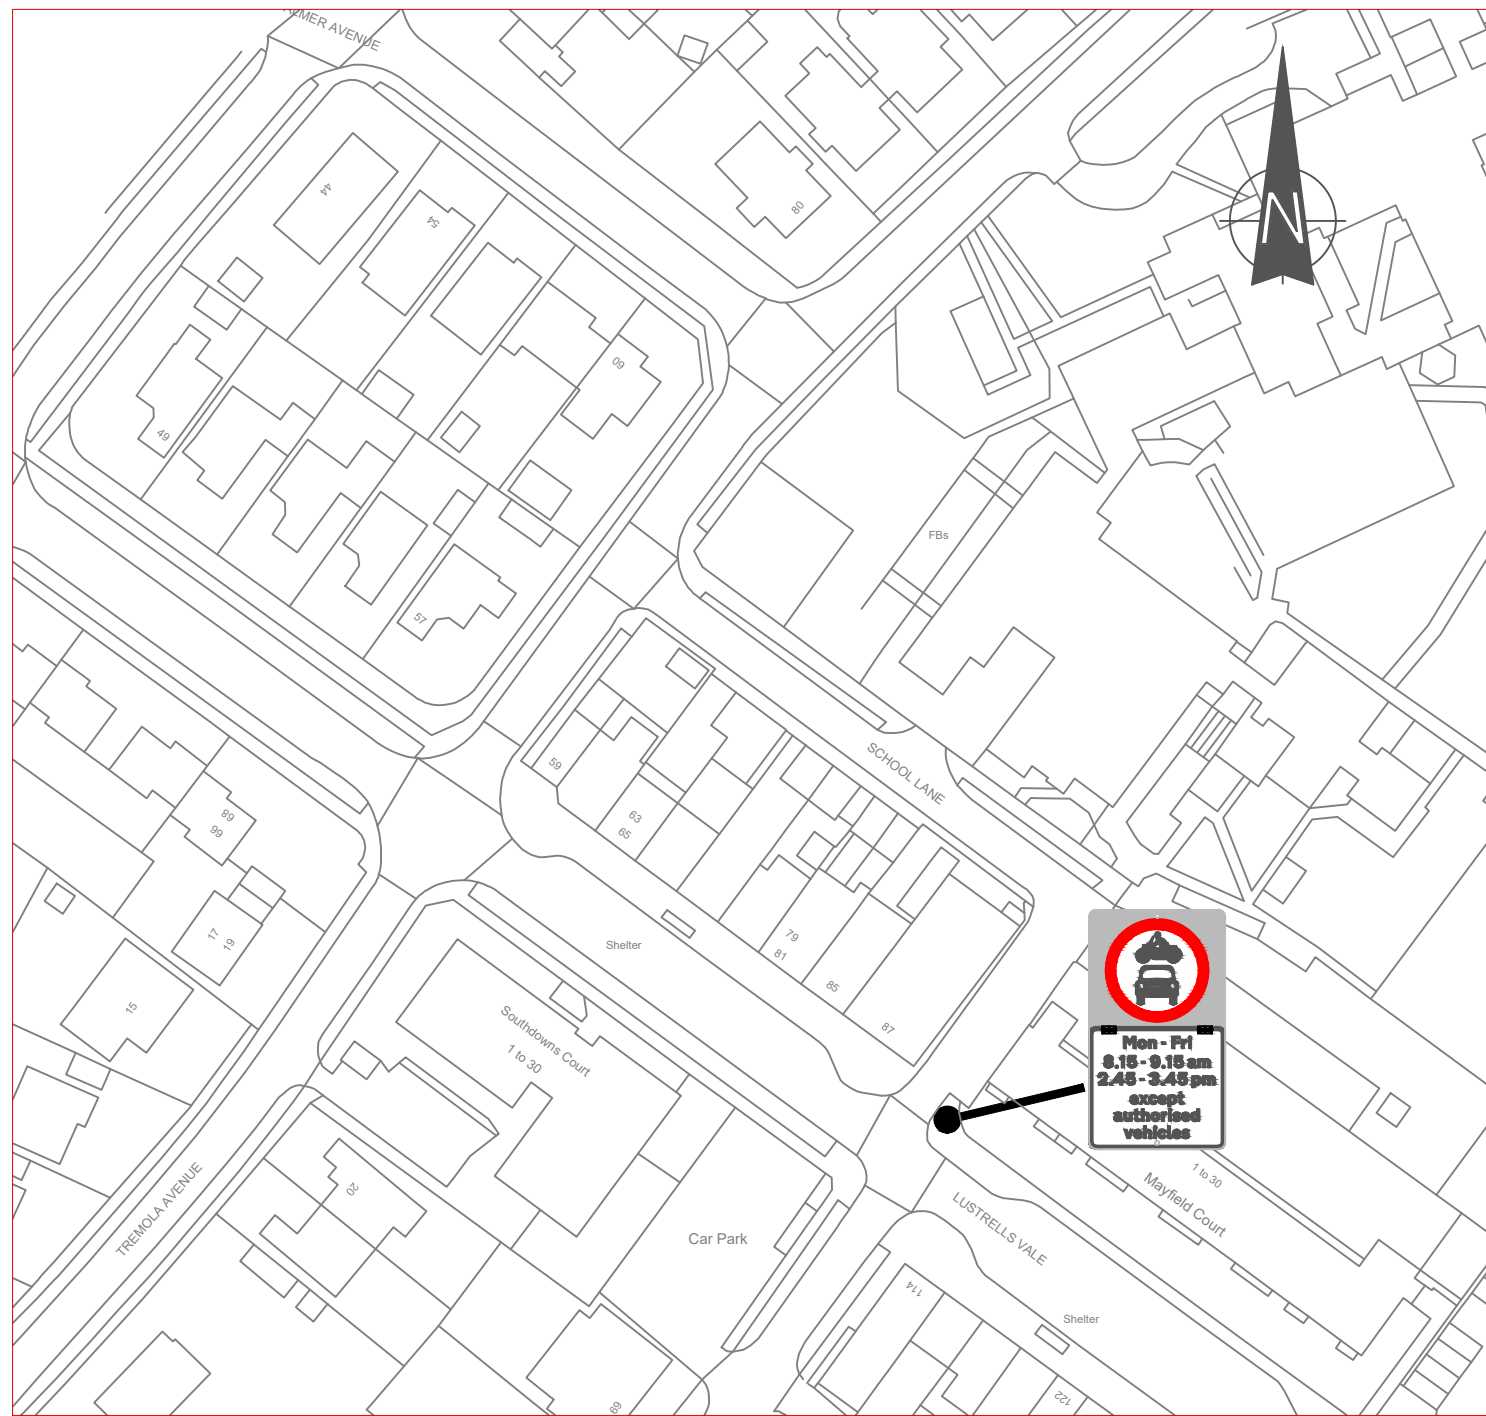 ALMER AVENUE
44
54
80
N
60
49
FBs
57
59
SCHOOL LANE
63
65
68
66
17
19
79
81
85
87
Shelter
15
Southdowns Court
1 to 30
Mon - Fri
8.15 - 9.15 am
2.45 - 3.45 pm
except
authorised
vehicles
1 to 30
Mayfield Court
20
TREMOLA AVENUE
Car Park
LUSTRELLS VALE
114
Shelter
122
69